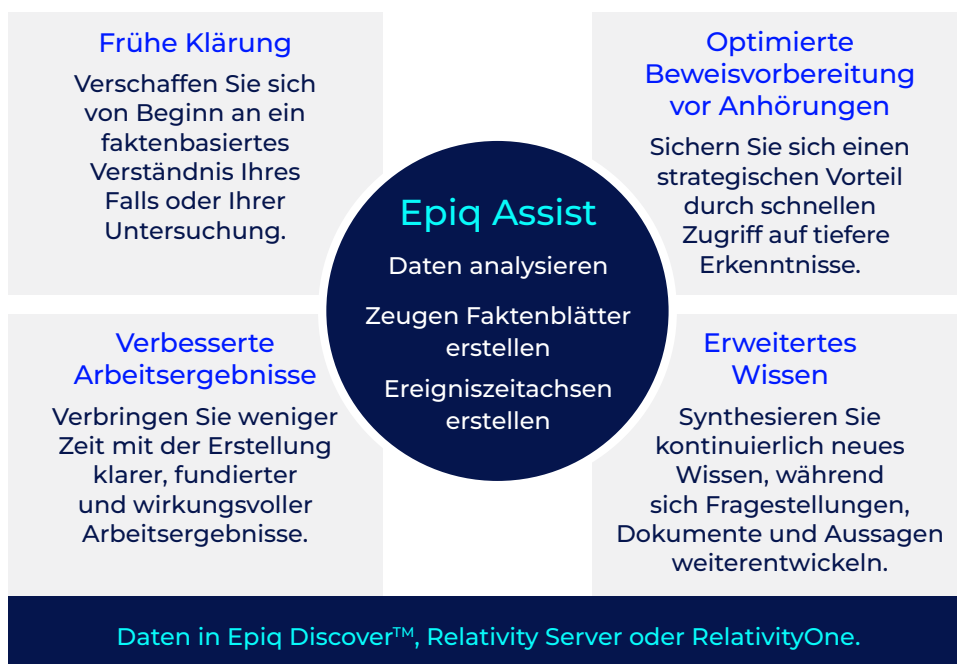 Frühe Klärung
Verschaffen Sie sich
von Beginn an ein
faktenbasiertes
Verständnis Ihres
Falls oder Ihrer
Untersuchung.
Optimierte
Beweisvorbereitung
vor Anhörungen
Sichern Sie sich einen
strategischen Vorteil
durch schnellen
Zugriff auf tiefere
Erkenntnisse.
Epiq Assist
Daten analysieren
Zeugen Faktenblätter
erstellen
Ereigniszeitachsen
erstellen
Verbesserte
Arbeitsergebnisse
Verbringen Sie weniger
Zeit mit der Erstellung
klarer, fundierter
und wirkungsvoller
Arbeitsergebnisse.
Erweitertes
Wissen
Synthesieren Sie
kontinuierlich neues
Wissen, während
sich Fragestellungen,
Dokumente und Aussagen
weiterentwickeln.
Daten in Epiq Discover™, Relativity Server oder RelativityOne.